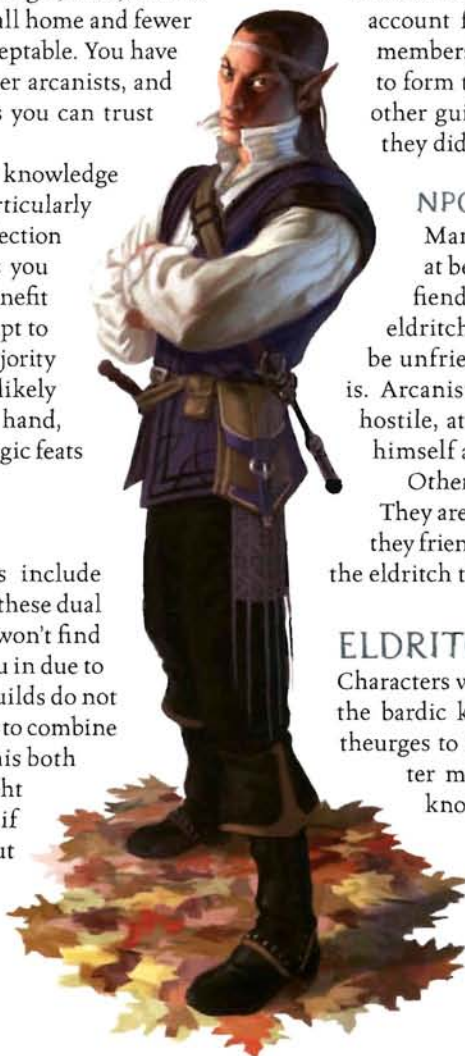 all home and fewer
eptable. You have
er arcanists, and
s you can trust
knowledge
rticularly
ection
s you
nefit
pt to
jority
likely
hand,
gic feats
s include
these dual
won't find
u in due to
uilds do not
to combine
his both
ht
if
ut
account f
members
to form t
other gui
they did
NPC
Man
at be
fiend
eldritch
be unfrie
is. Arcanis
hostile, at
himself a
Other
They are
they frien
the eldritch t
ELDRITC
Characters w
the bardic k
theurges to
ter m
kno